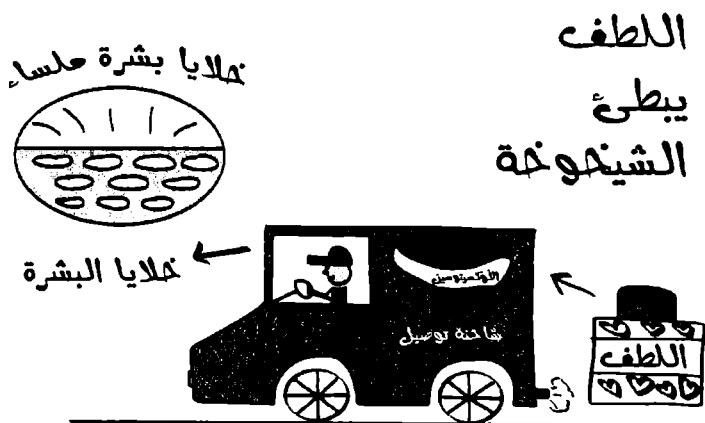 اللطف
يبطئ
الشيخوخة
خلايا بشرة ملساء
خلايا البشرة
الأوكسيتوسين
شاحنة توصيل
اللطف